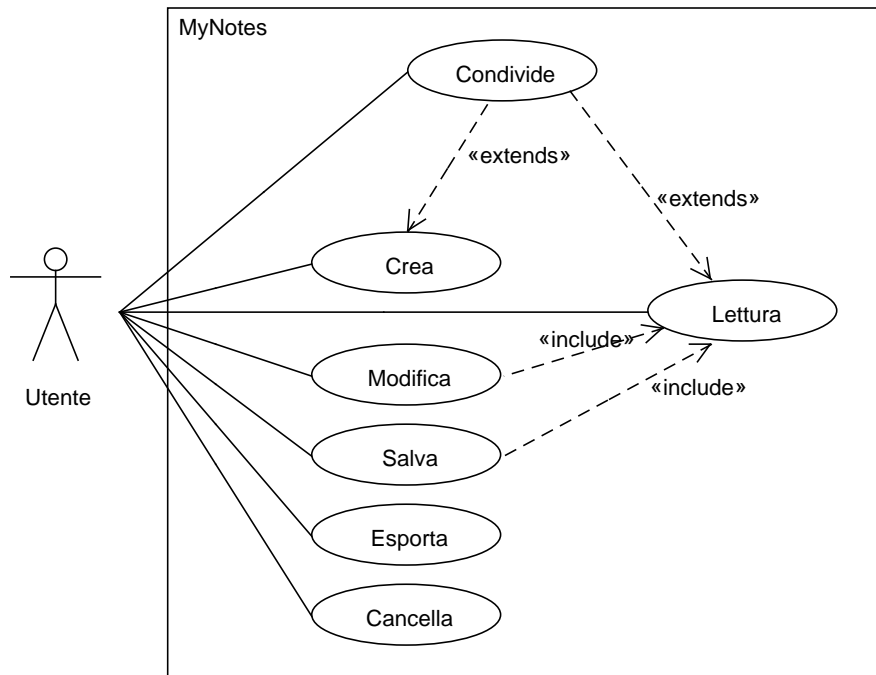 MyNotes
Condivide
«extends»
«extends»
Crea
Lettura
«include»
Modifica
«include»
Utente
Salva
Esporta
Cancella